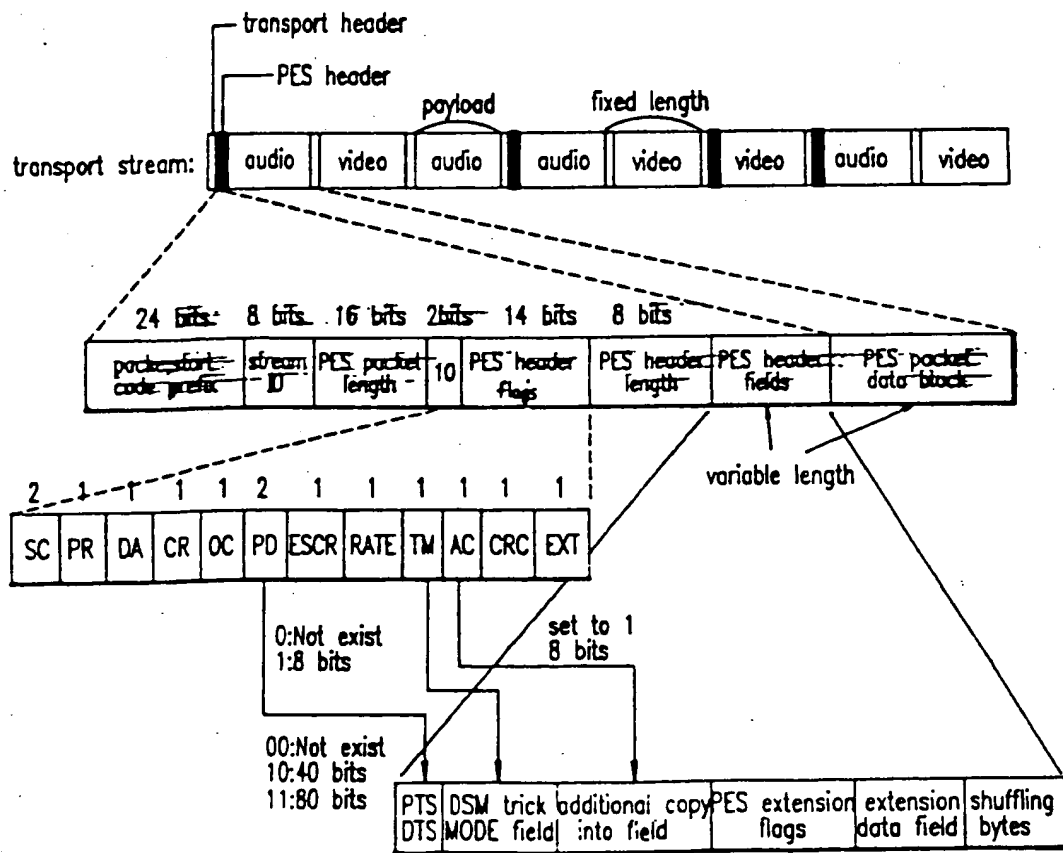 transport header
PES header
payload
fixed length
transport stream:
audio
video
audio
audio
video
video
audio
video
24 bits
8 bits
16 bits
2bits
14 bits
8 bits
packe,start
code prefix
stream
10
PES packet
length
10
PES header
flags
PES header
length
PES header
fields
PES packet
data block
variable length
2 1 1 1 1 2 1 1 1 1 1 1
SC PR DA CR OC PD ESCR RATE TM AC CRC EXT
0:Not exist
1:8 bits
set to 1
8 bits
00:Not exist
10:40 bits
11:80 bits
PTS
DTS
DSM trick
MODE field
additional copy
into field
PES extension
flags
extension
data field
shuffling
bytes